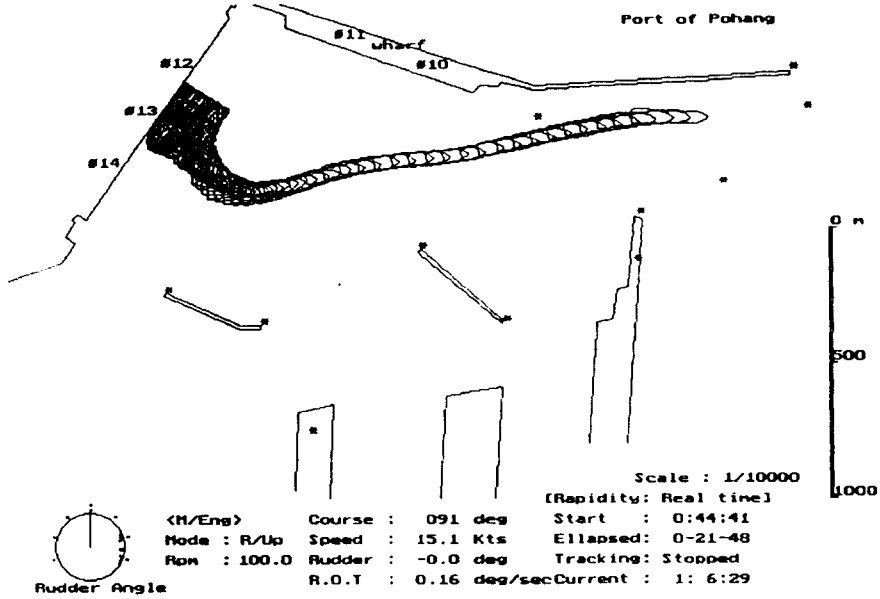 Port of Pohang
#11
wharf
#10
#12
#13
#14
0 m
500
1000
Scale : 1/10000
[Rapidity: Real time]
<M/Eng> Course : 091 deg Start : 0:44:41
Mode : R/Up Speed : 15.1 Kts Ellapsed: 0-21-48
Rpm : 100.0 Rudder : -0.0 deg Tracking: Stopped
R.O.T : 0.16 deg/sec Current : 1: 6:29
Rudder Angle